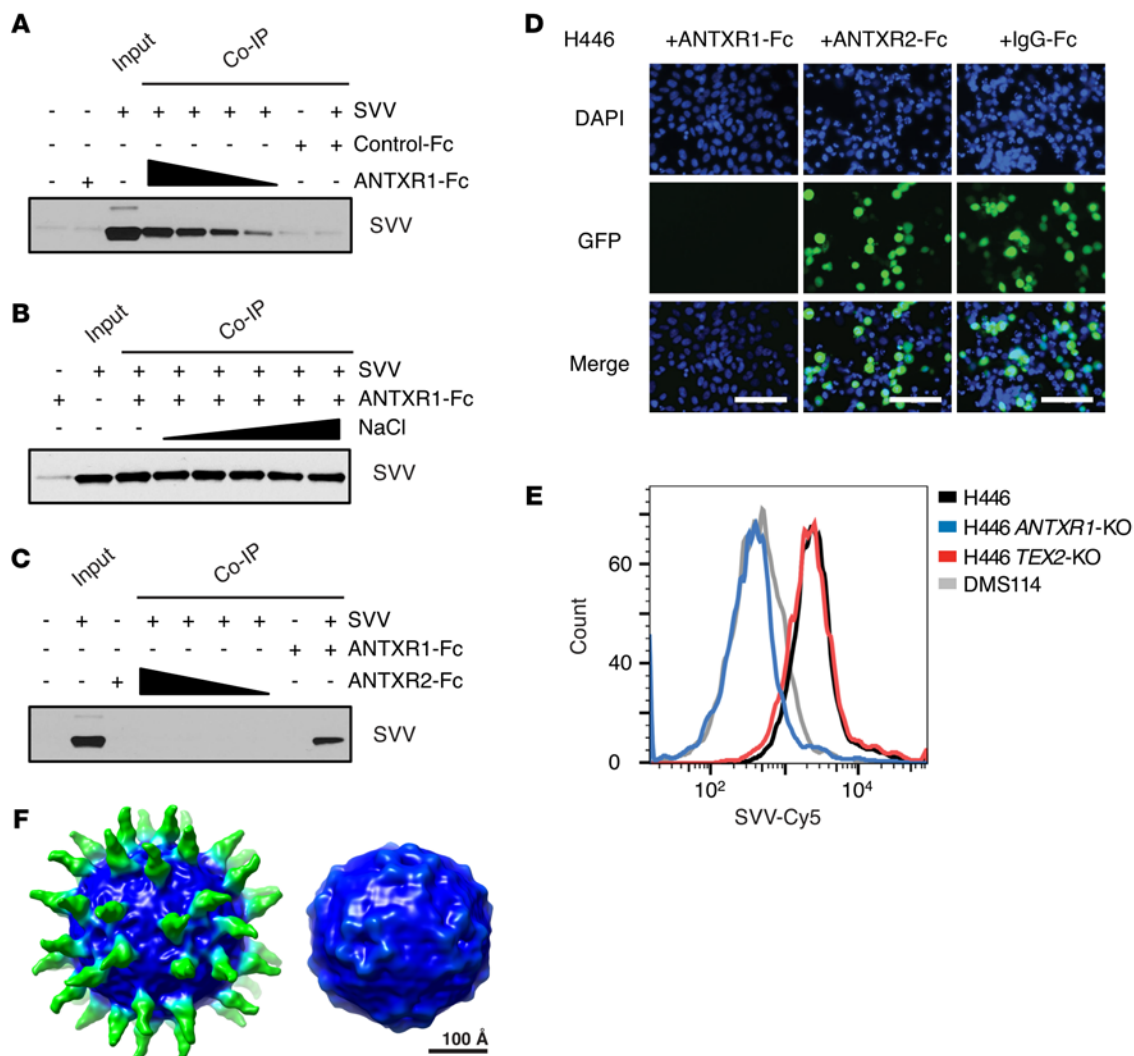 A
Input
Co-IP
- - + + + + + - + SVV
- - - - - - - + + Control-Fc
- + - ANTXR1-Fc
SVV
B
Input
Co-IP
- + + + + + + + SVV
+ - + + + + + + ANTXR1-Fc
- - - NaCl
SVV
C
Input
Co-IP
- + - + + + + - + SVV
- - - - - - - + + ANTXR1-Fc
- - + - - ANTXR2-Fc
SVV
D
H446 +ANTXR1-Fc +ANTXR2-Fc +IgG-Fc
DAPI
GFP
Merge
E
60
40
20
0
Count
10² 10⁴
SVV-Cy5
H446
H446 ANTXR1-KO
H446 TEX2-KO
DMS114
F
100 Å